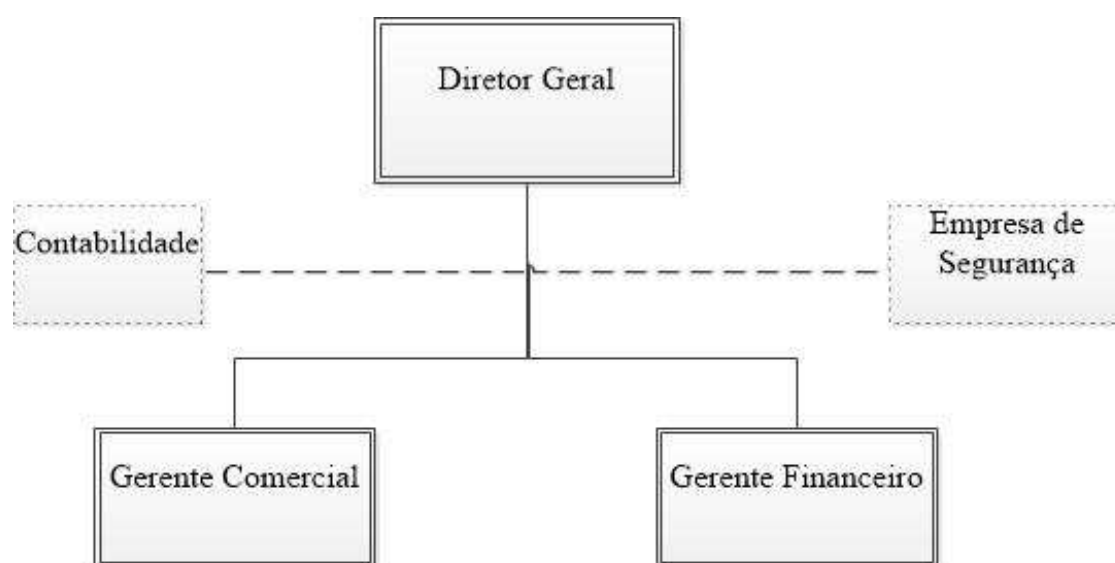 Diretor Geral
Contabilidade
Empresa de
Segurança
Gerente Comercial
Gerente Financeiro